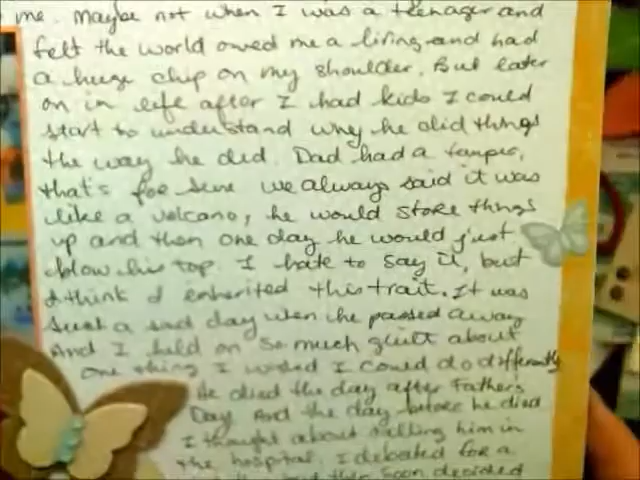 me. Maybe not when I was a teenager and
felt the world owed me a living and had
a huge chip on my shoulder. But later
on in life after I had kids I could
start to understand why he did things
the way he did. Dad had a temper,
that's for sure we always said it was
like a volcano, he would store things
up and then one day he would just
blow his top. I hate to say it, but
I think I inherited this trait. It was
such a sad day when he passed away
And I held on so much guilt about
one thing I wished I could do differently
He died the day after Fathers
Day And the day before he died
I thought about calling him in
the hospital. I debated for a
soon decided